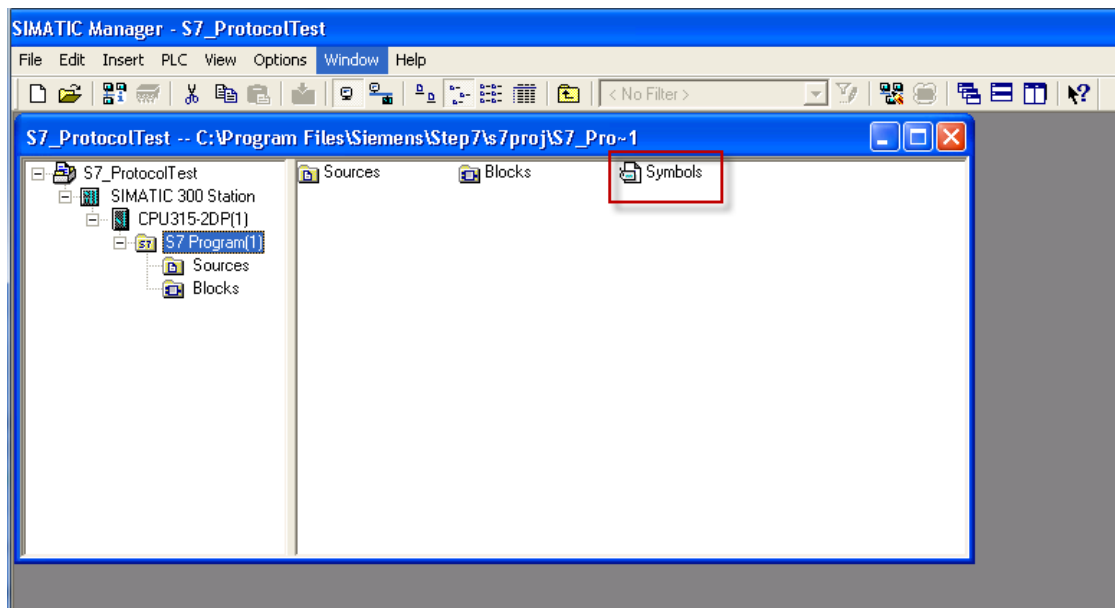 SIMATIC Manager - S7_ProtocolTest
File Edit Insert PLC View Options Window Help
< No Filter >
S7_ProtocolTest -- C:\Program Files\Siemens\Step7\s7proj\S7_Pro~1
S7_ProtocolTest
SIMATIC 300 Station
CPU315-2DP(1)
S7 Program(1)
Sources
Blocks
Sources Blocks Symbols